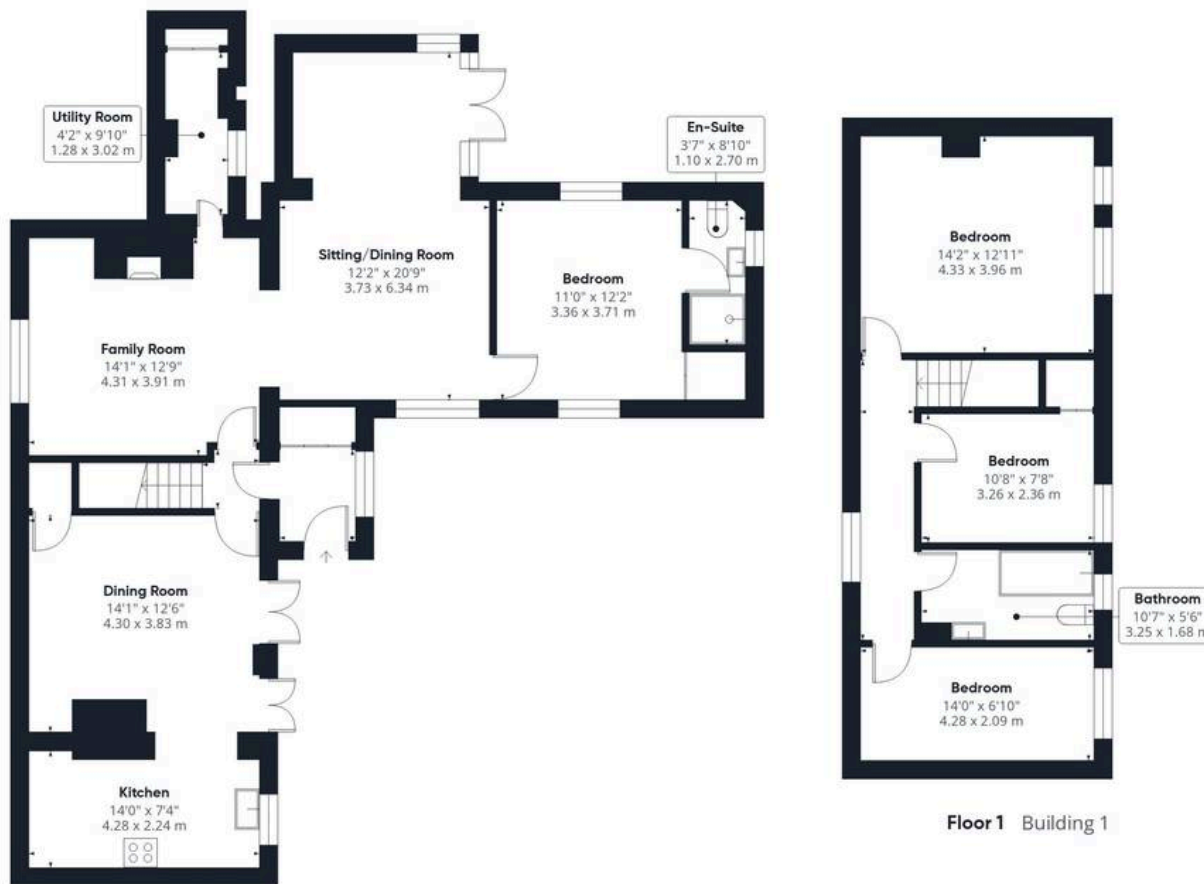 Utility Room
4'2" x 9'10"
1.28 x 3.02 m
En-Suite
3'7" x 8'10"
1.10 x 2.70 m
Sitting/Dining Room
12'2" x 20'9"
3.73 x 6.34 m
Bedroom
11'0" x 12'2"
3.36 x 3.71 m
Family Room
14'1" x 12'9"
4.31 x 3.91 m
Dining Room
14'1" x 12'6"
4.30 x 3.83 m
Kitchen
14'0" x 7'4"
4.28 x 2.24 m
Bedroom
14'2" x 12'11"
4.33 x 3.96 m
Bedroom
10'8" x 7'8"
3.26 x 2.36 m
Bathroom
10'7" x 5'6"
3.25 x 1.68 m
Bedroom
14'0" x 6'10"
4.28 x 2.09 m
Floor 1 Building 1